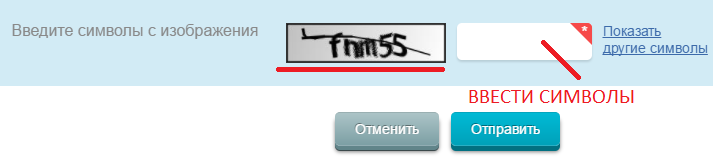 Введите символы с изображения
* Показать
другие символы
ВВЕСТИ СИМВОЛЫ
Отменить Отправить